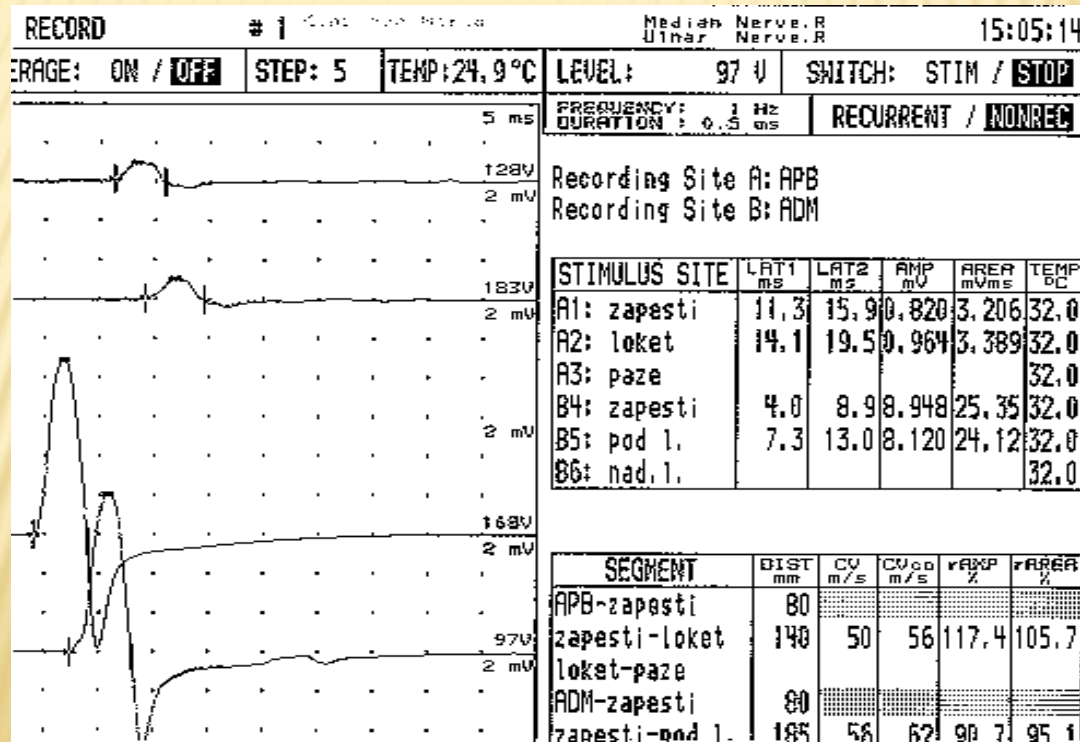 RECORD # 1 Median Nerve.R 15:05:14
Ulnar Nerve.R
ERAGE: ON / OFF STEP: 5 TEMP:24,9°C LEVEL: 97 V SWITCH: STIM / STOP
5 ms FREQUENCY: 1 Hz
DURATION : 0.5 ms RECURRENT / NONREC
128V
2 mV
Recording Site A: APB
Recording Site B: ADM
183V
2 mV
STIMULUS SITE LAT1 ms LAT2 ms AMP mV AREA mVms TEMP °C
A1: zapesti 11,3 15,9 0,820 3,206 32,0
A2: loket 14.1 19.5 0,964 3,389 32,0
A3: paze 32,0
B4: zapesti 4.0 8.9 8.948 25,35 32,0
2 mV
B5: pod l. 7.3 13.0 8.120 24,12 32,0
B6: nad.l. 32.0
168V
2 mV
SEGMENT DIST mm CV m/s CVco m/s rAMP % rAREA %
APB-zapesti 80
97V
zapesti-loket 140 50 56 117.4 105.7
2 mV
loket-paze
ADM-zapesti 80
zapesti-pod l. 185 56 62 90.7 95.1